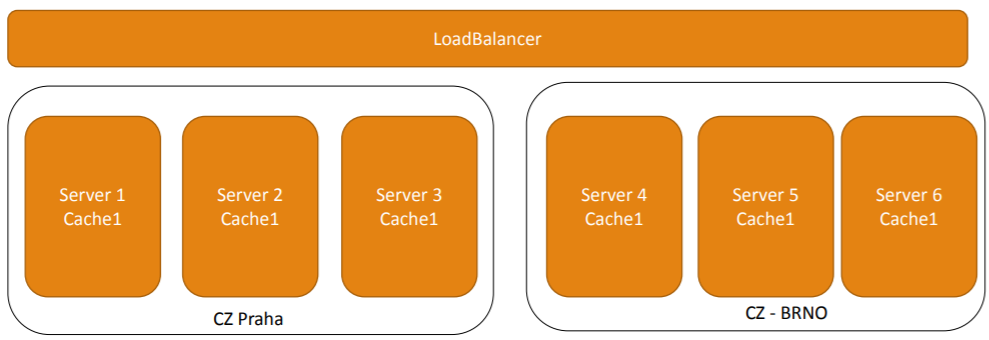 LoadBalancer
Server 1
Cache1
Server 2
Cache1
Server 3
Cache1
CZ Praha
Server 4
Cache1
Server 5
Cache1
Server 6
Cache1
CZ - BRNO